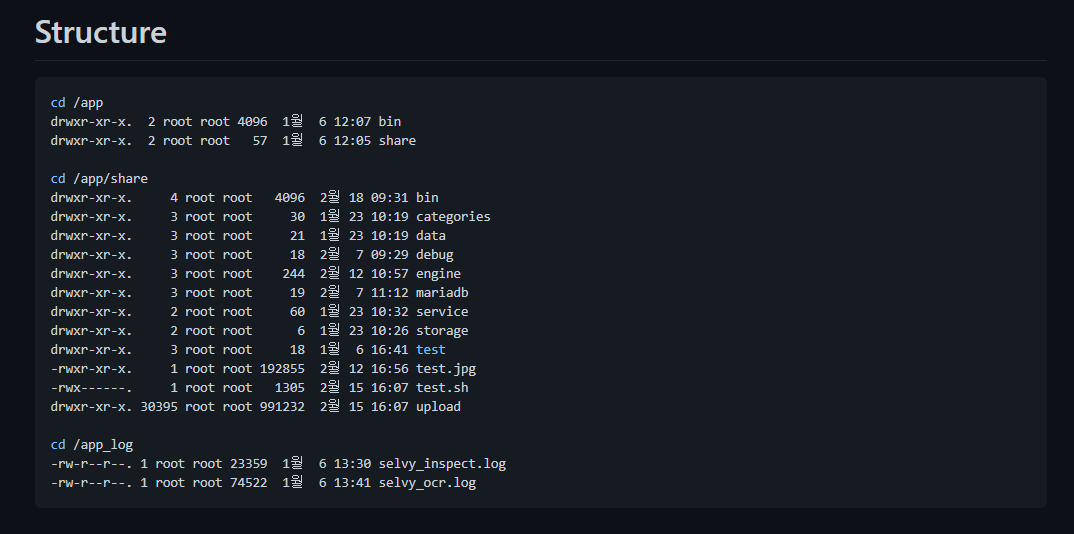 Structure
cd /app
drwxr-xr-x.  2 root root 4096  1월  6 12:07 bin
drwxr-xr-x.  2 root root   57  1월  6 12:05 share
cd /app/share
drwxr-xr-x.     4 root root   4096  2월 18 09:31 bin
drwxr-xr-x.     3 root root     30  1월 23 10:19 categories
drwxr-xr-x.     3 root root     21  1월 23 10:19 data
drwxr-xr-x.     3 root root     18  2월  7 09:29 debug
drwxr-xr-x.     3 root root    244  2월 12 10:57 engine
drwxr-xr-x.     3 root root     19  2월  7 11:12 mariadb
drwxr-xr-x.     2 root root     60  1월 23 10:32 service
drwxr-xr-x.     2 root root      6  1월 23 10:26 storage
drwxr-xr-x.     3 root root     18  1월  6 16:41 test
-rwxr-xr-x.     1 root root 192855  2월 12 16:56 test.jpg
-rwx------.     1 root root   1305  2월 15 16:07 test.sh
drwxr-xr-x. 30395 root root 991232  2월 15 16:07 upload
cd /app_log
-rw-r--r--. 1 root root 23359  1월  6 13:30 selvy_inspect.log
-rw-r--r--. 1 root root 74522  1월  6 13:41 selvy_ocr.log